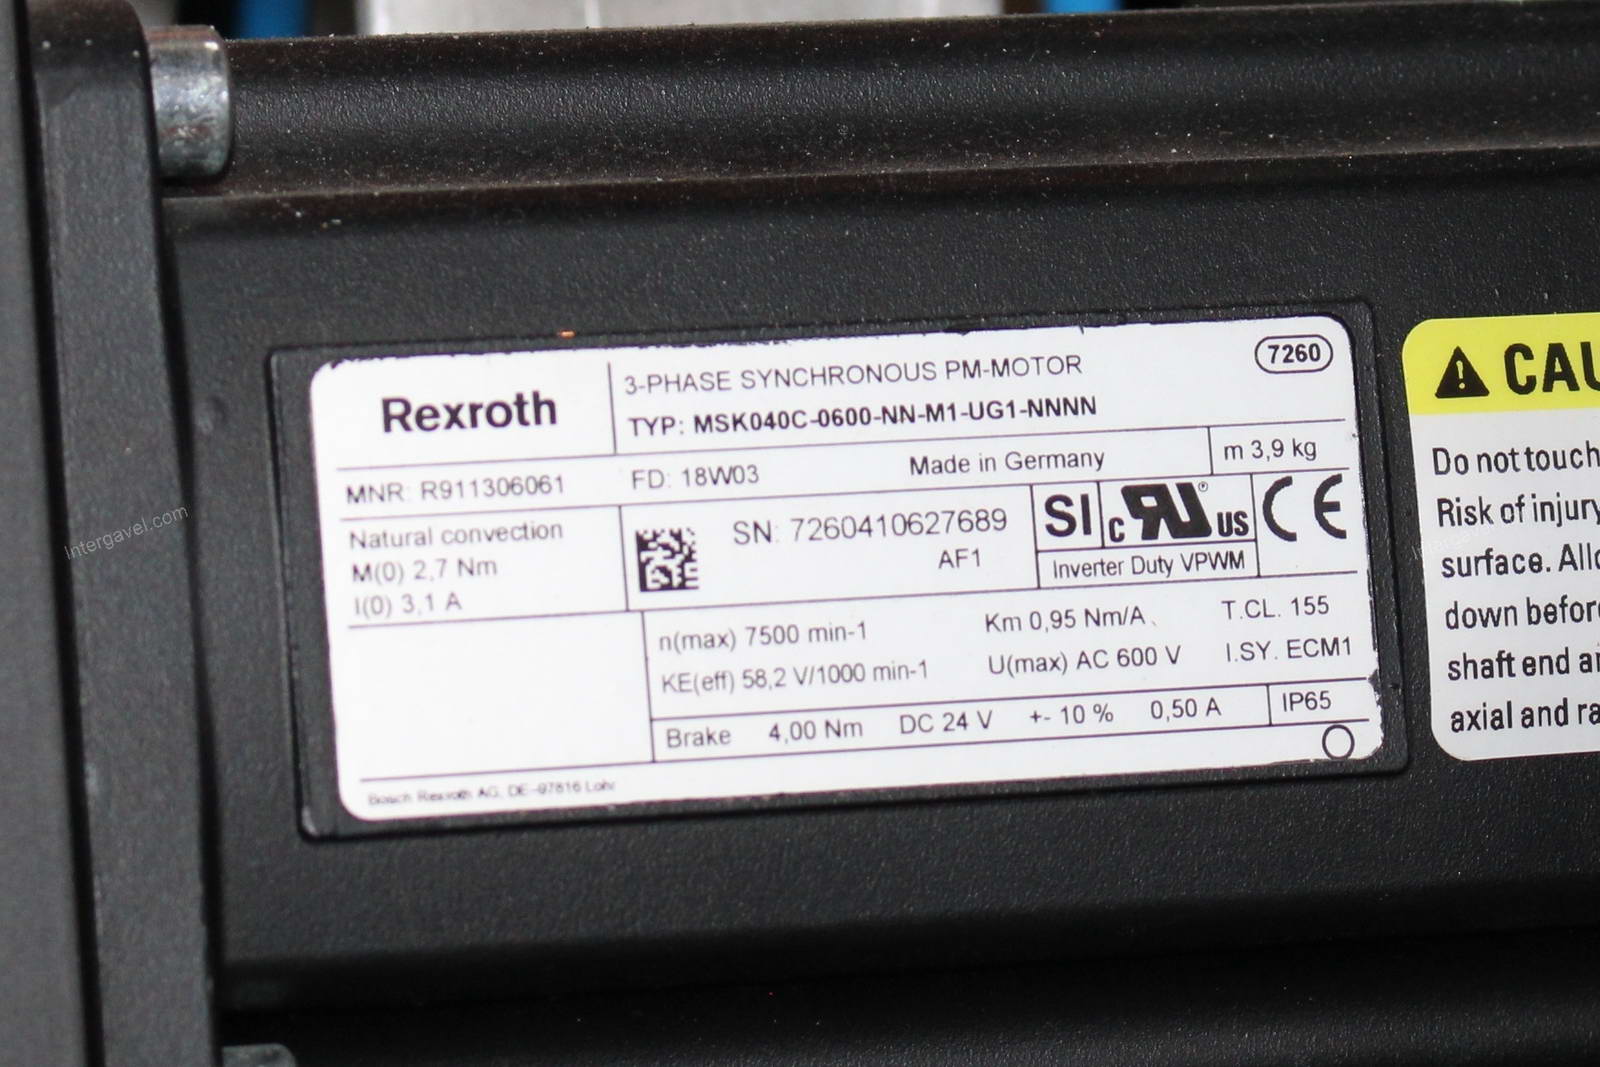 7260
Rexroth
3-PHASE SYNCHRONOUS PM-MOTOR
TYP: MSK040C-0600-NN-M1-UG1-NNNN
MNR: R911306061 FD: 18W03 Made in Germany m 3,9 kg
Natural convection
M(0) 2,7 Nm
I(0) 3,1 A
SN: 7260410627689
AF1
SI c RU US CE
Inverter Duty VPWM
n(max) 7500 min-1 Km 0,95 Nm/A T.CL. 155
KE(eff) 58,2 V/1000 min-1 U(max) AC 600 V I.SY. ECM1
Brake 4,00 Nm DC 24 V +- 10 % 0,50 A IP65
Bosch Rexroth AG, DE-97816 Lohr
CAU
Do not touch
Risk of injury
surface. Allo
down before
shaft end an
axial and ra
Intergavel.com